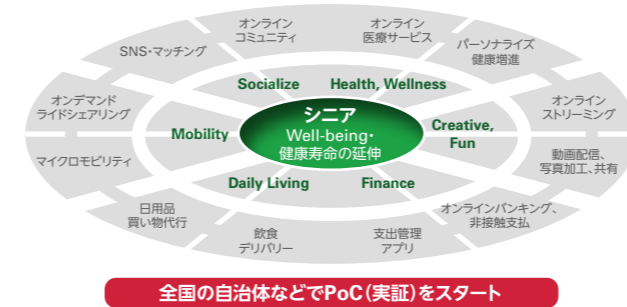 オンライン
コミュニティ
オンライン
医療サービス
SNS・マッチング
パーソナライズ
健康増進
Socialize
Health, Wellness
オンデマンド
ライドシェアリング
オンライン
ストリーミング
シニア
Well-being・
健康寿命の延伸
Mobility
Creative,
Fun
マイクロモビリティ
動画配信、
写真加工、共有
Daily Living
Finance
日用品
買い物代行
オンラインバンキング、
非接触支払
飲食
デリバリー
支出管理
アプリ
全国の自治体などでPoC（実証）をスタート